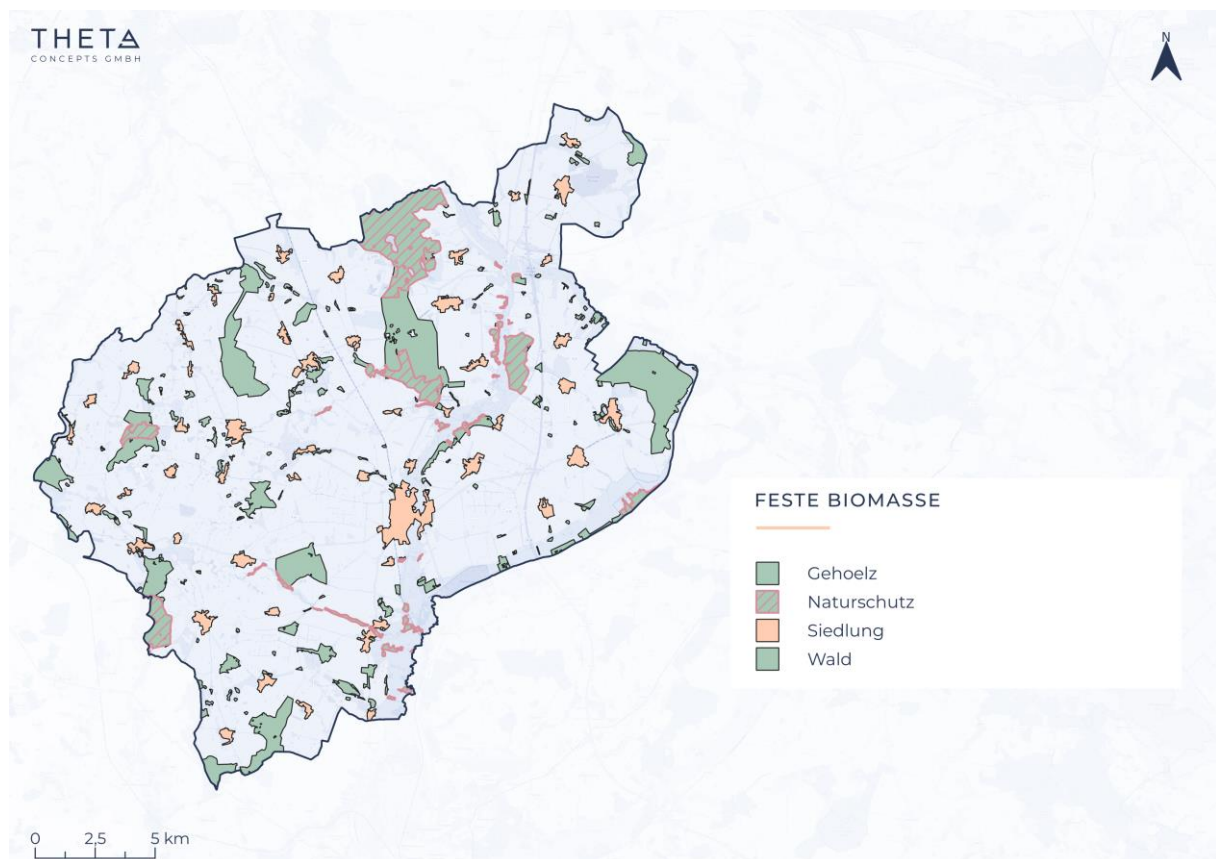 THETA
CONCEPTS GMBH
N
FESTE BIOMASSE
Gehoelz
Naturschutz
Siedlung
Wald
0 2,5 5 km